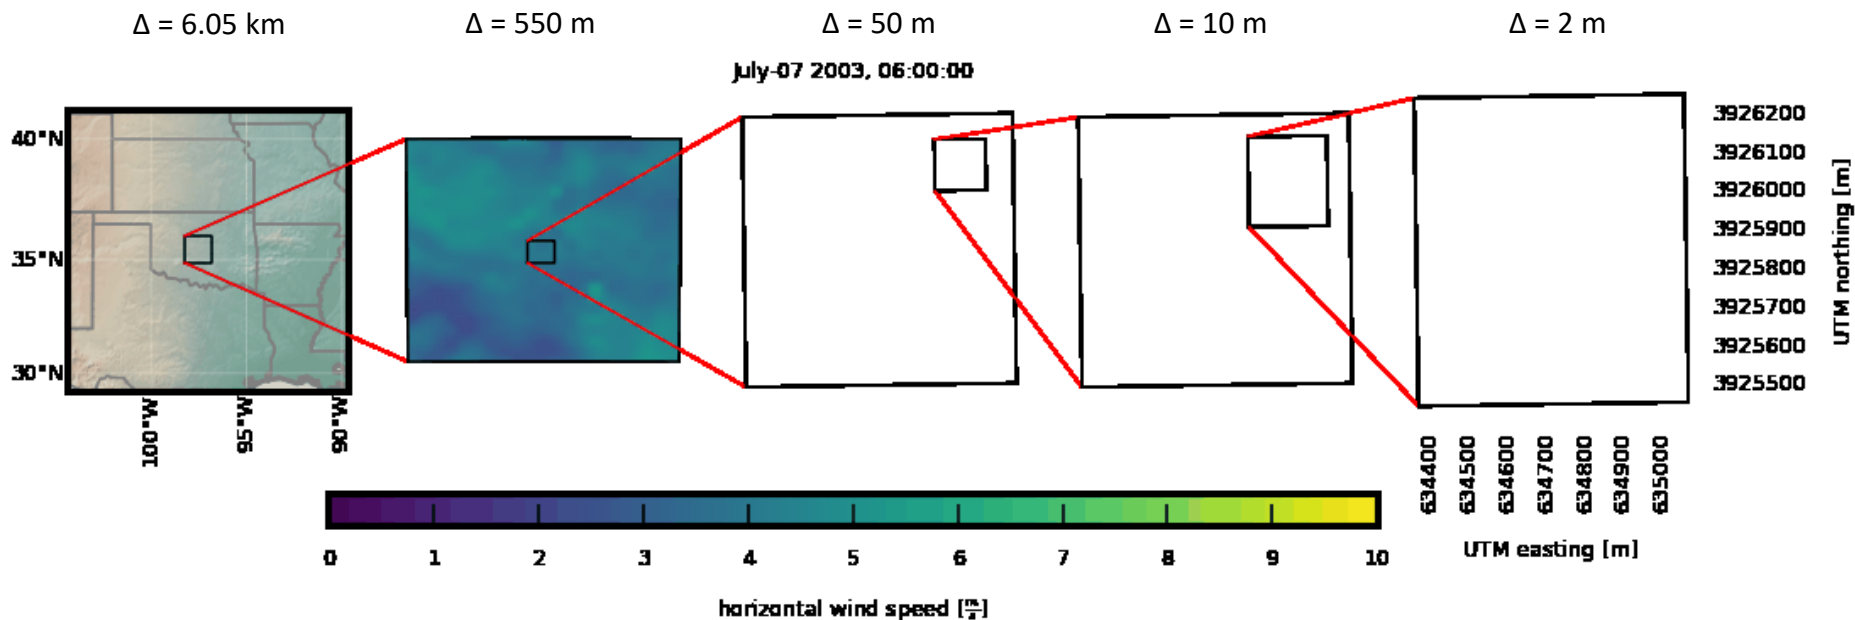 Δ = 6.05 km
Δ = 550 m
Δ = 50 m
Δ = 10 m
Δ = 2 m
July-07 2003, 06:00:00
40°N
35°N
30°N
100°W
95°W
90°W
3926200
3926100
3926000
3925900
3925800
3925700
3925600
3925500
UTM northing [m]
634400
634500
634600
634700
634800
634900
635000
UTM easting [m]
0 1 2 3 4 5 6 7 8 9 10
horizontal wind speed [m/s]